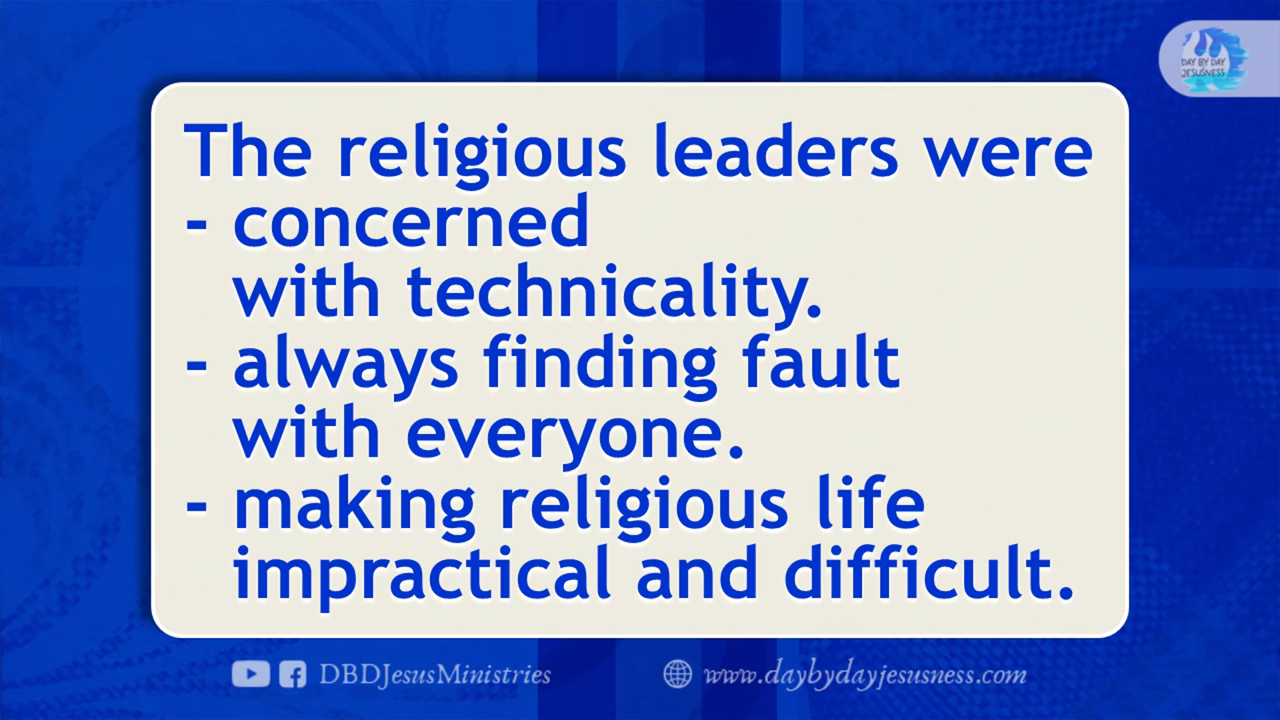 DAY BY DAY
JESUSNESS
The religious leaders were
- concerned
with technicality.
- always finding fault
with everyone.
- making religious life
impractical and difficult.
DBDJesusMinistries
www.daybydayjesusness.com